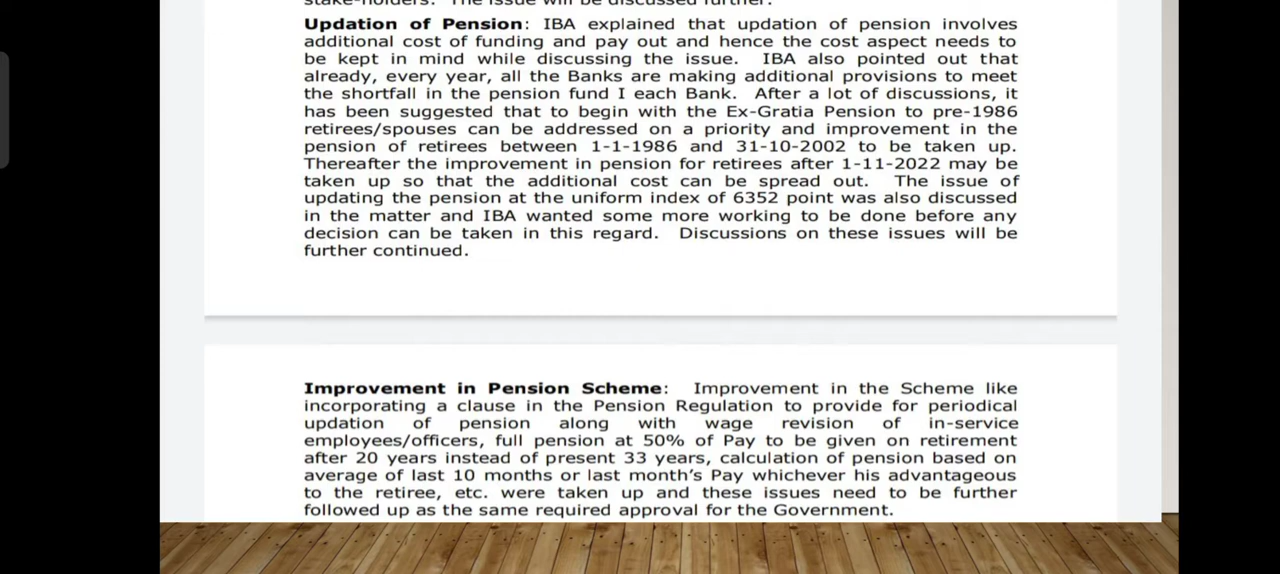 stake-holders. The issue will be discussed further.
Updation of Pension: IBA explained that updation of pension involves
additional cost of funding and pay out and hence the cost aspect needs to
be kept in mind while discussing the issue. IBA also pointed out that
already, every year, all the Banks are making additional provisions to meet
the shortfall in the pension fund I each Bank. After a lot of discussions, it
has been suggested that to begin with the Ex-Gratia Pension to pre-1986
retirees/spouses can be addressed on a priority and improvement in the
pension of retirees between 1-1-1986 and 31-10-2002 to be taken up.
Thereafter the improvement in pension for retirees after 1-11-2022 may be
taken up so that the additional cost can be spread out. The issue of
updating the pension at the uniform index of 6352 point was also discussed
in the matter and IBA wanted some more working to be done before any
decision can be taken in this regard. Discussions on these issues will be
further continued.
Improvement in Pension Scheme: Improvement in the Scheme like
incorporating a clause in the Pension Regulation to provide for periodical
updation of pension along with wage revision of in-service
employees/officers, full pension at 50% of Pay to be given on retirement
after 20 years instead of present 33 years, calculation of pension based on
average of last 10 months or last month's Pay whichever his advantageous
to the retiree, etc. were taken up and these issues need to be further
followed up as the same required approval for the Government.